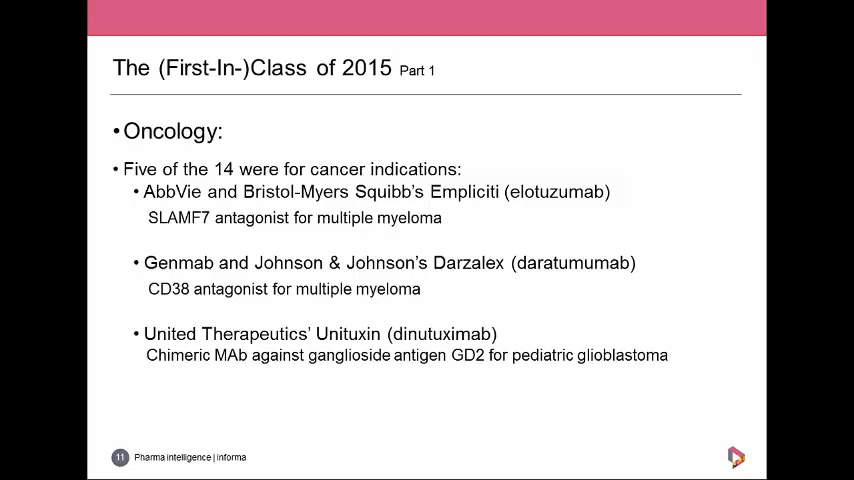 The (First-In-)Class of 2015 Part 1
•Oncology:
• Five of the 14 were for cancer indications:
• AbbVie and Bristol-Myers Squibb's Empliciti (elotuzumab)
SLAMF7 antagonist for multiple myeloma
• Genmab and Johnson & Johnson's Darzalex (daratumumab)
CD38 antagonist for multiple myeloma
• United Therapeutics' Unituxin (dinutuximab)
Chimeric MAb against ganglioside antigen GD2 for pediatric glioblastoma
11 Pharma intelligence | informa